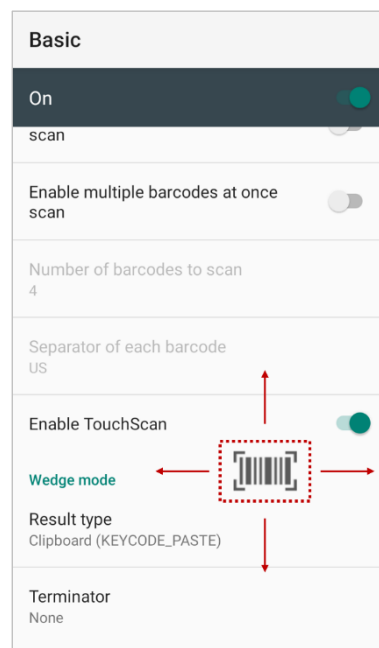 Basic
On
scan
Enable multiple barcodes at once
scan
Number of barcodes to scan
4
Separator of each barcode
US
Enable TouchScan
Wedge mode
Result type
Clipboard (KEYCODE_PASTE)
Terminator
None